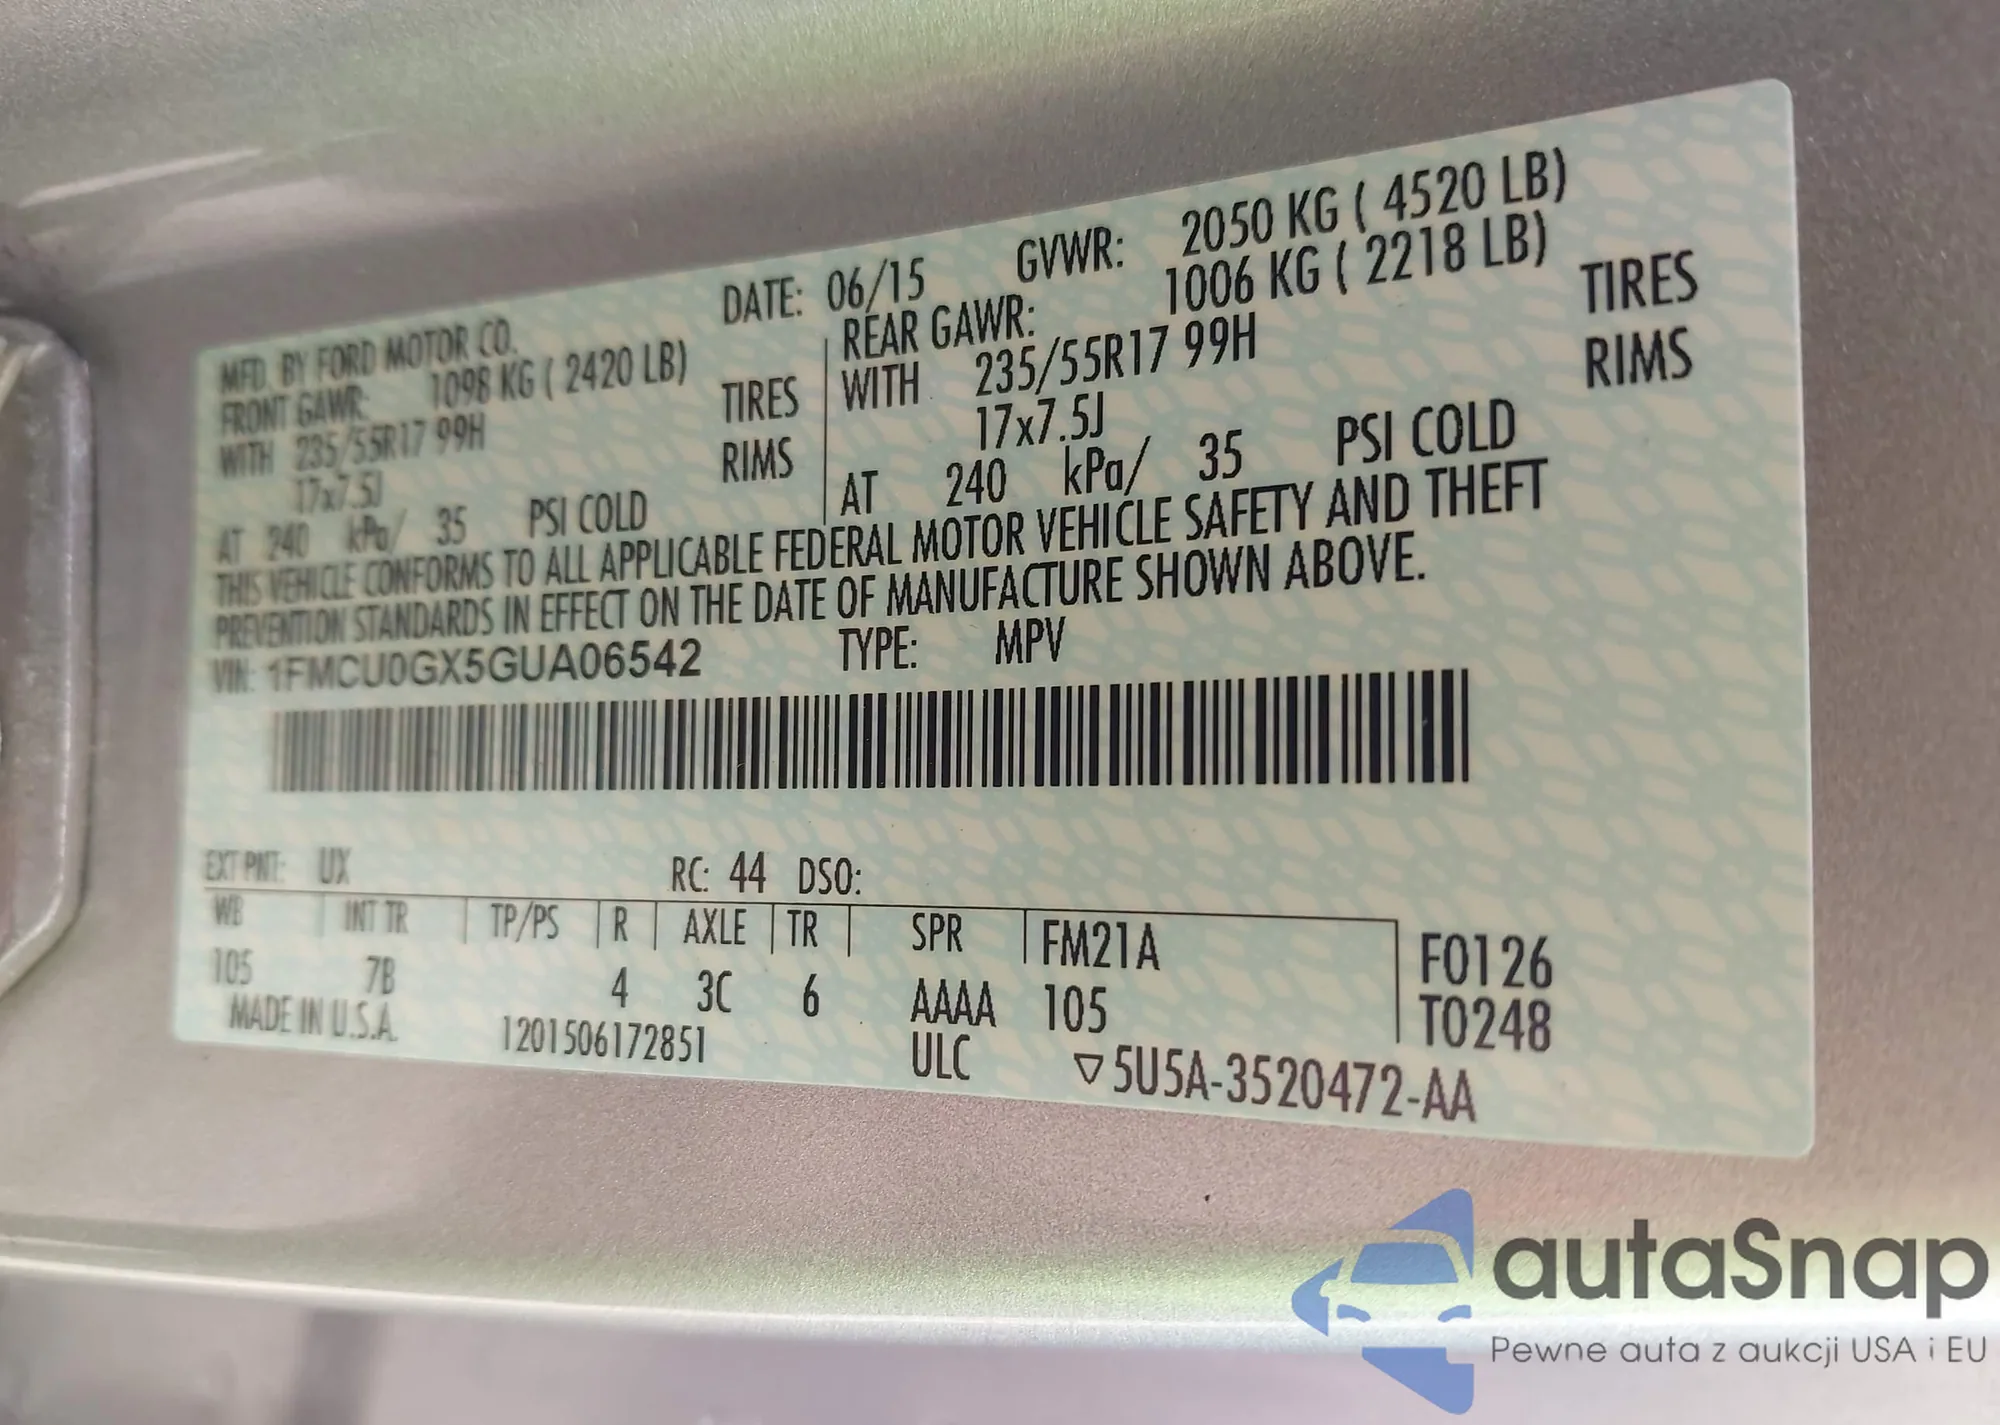 MFD. BY FORD MOTOR CO. DATE: 06/15 GVWR: 2050 KG ( 4520 LB)
FRONT GAWR: 1098 KG ( 2420 LB)
WITH 235/55R17 99H TIRES
17x7.5J RIMS
AT 240 kPa/ 35 PSI COLD
REAR GAWR: 1006 KG ( 2218 LB)
WITH 235/55R17 99H TIRES
17x7.5J RIMS
AT 240 kPa/ 35 PSI COLD
THIS VEHICLE CONFORMS TO ALL APPLICABLE FEDERAL MOTOR VEHICLE SAFETY AND THEFT
PREVENTION STANDARDS IN EFFECT ON THE DATE OF MANUFACTURE SHOWN ABOVE.
VIN: 1FMCU0GX5GUA06542 TYPE: MPV
EXT PNT: UX RC: 44 DSO:
WB INT TR TP/PS R AXLE TR SPR FM21A F0126
105 7B 4 3C 6 AAAA 105 T0248
MADE IN U.S.A. 1201506172851 ULC ▽5U5A-3520472-AA
autaSnap
Pewne auta z aukcji USA i EU